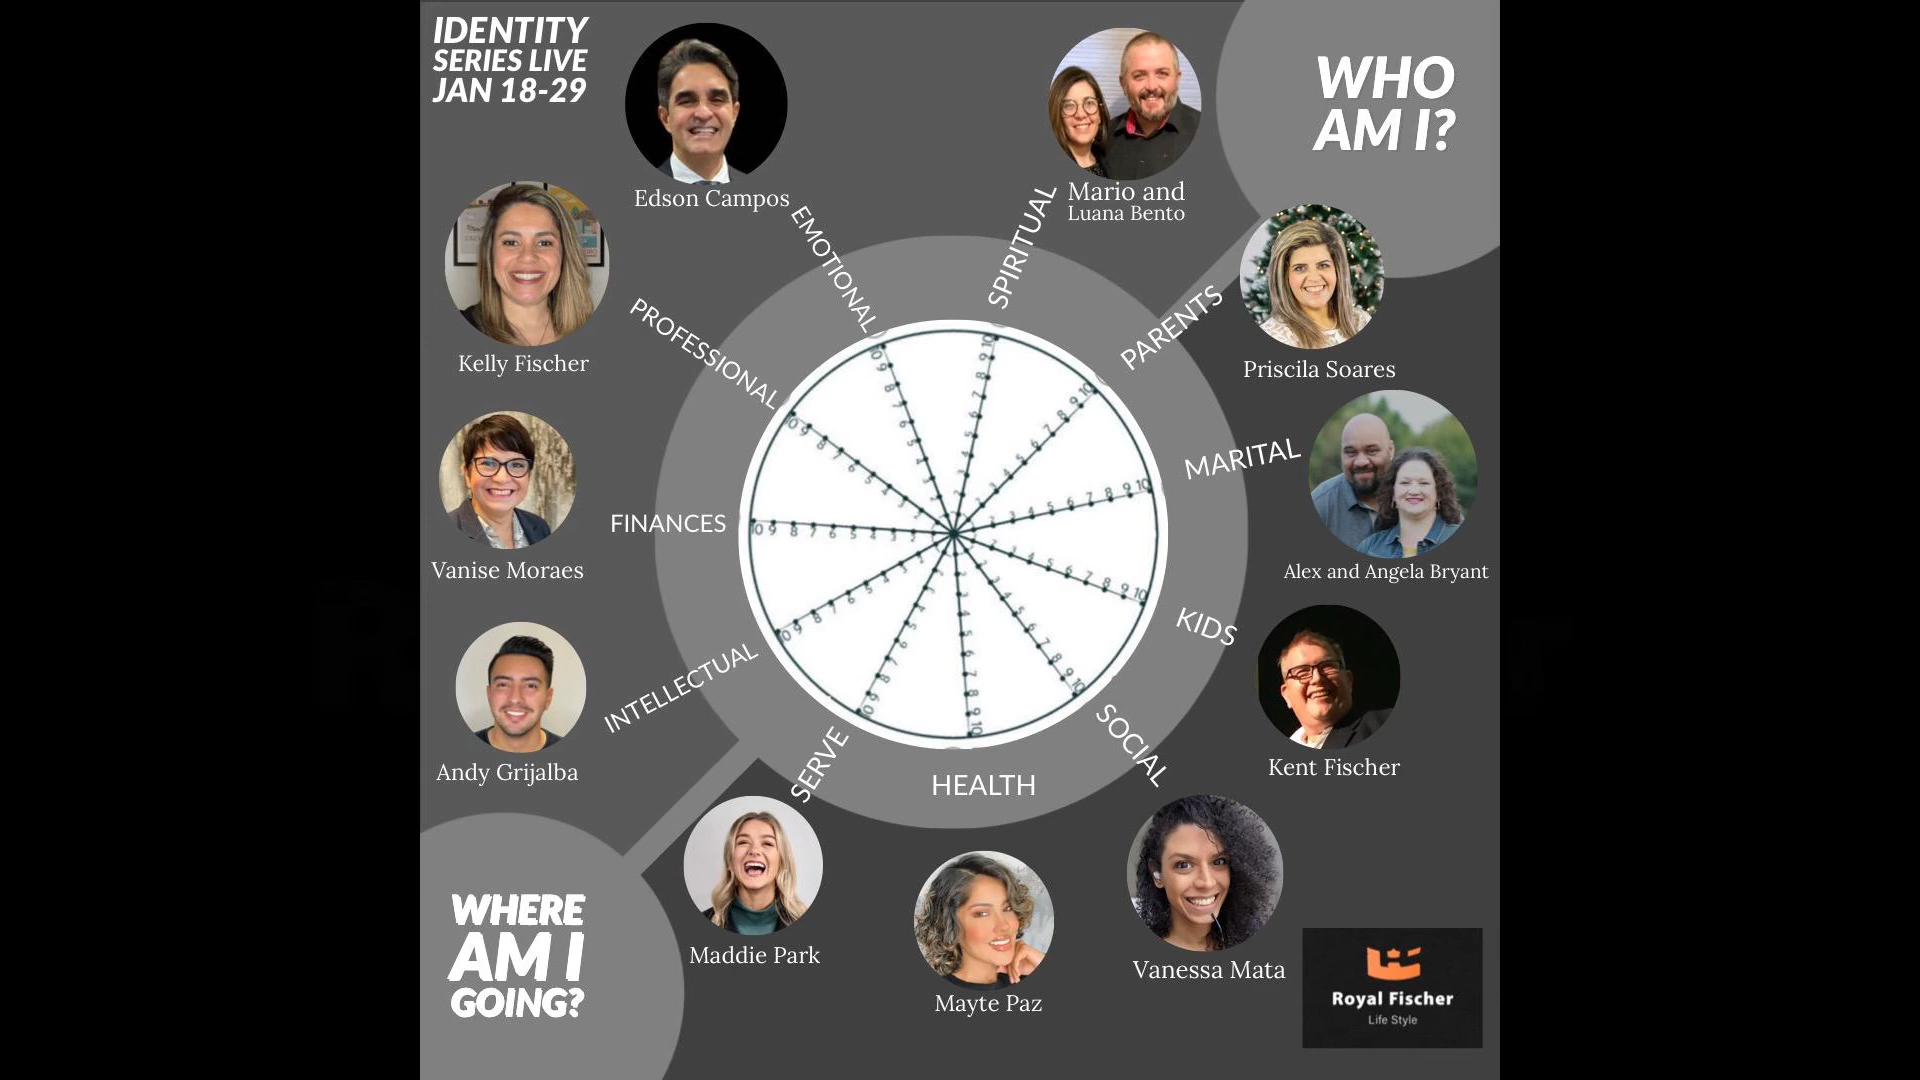 IDENTITY
SERIES LIVE
JAN 18-29
WHO
AM I?
Edson Campos
Mario and
Luana Bento
EMOTIONAL
SPIRITUAL
Kelly Fischer
PROFESSIONAL
PARENTS
Priscila Soares
MARITAL
Alex and Angela Bryant
Vanise Moraes
FINANCES
KIDS
Kent Fischer
Andy Grijalba
INTELLECTUAL
SERVE
HEALTH
SOCIAL
Maddie Park
Mayte Paz
Vanessa Mata
WHERE
AM I
GOING?
Royal Fischer
Life Style